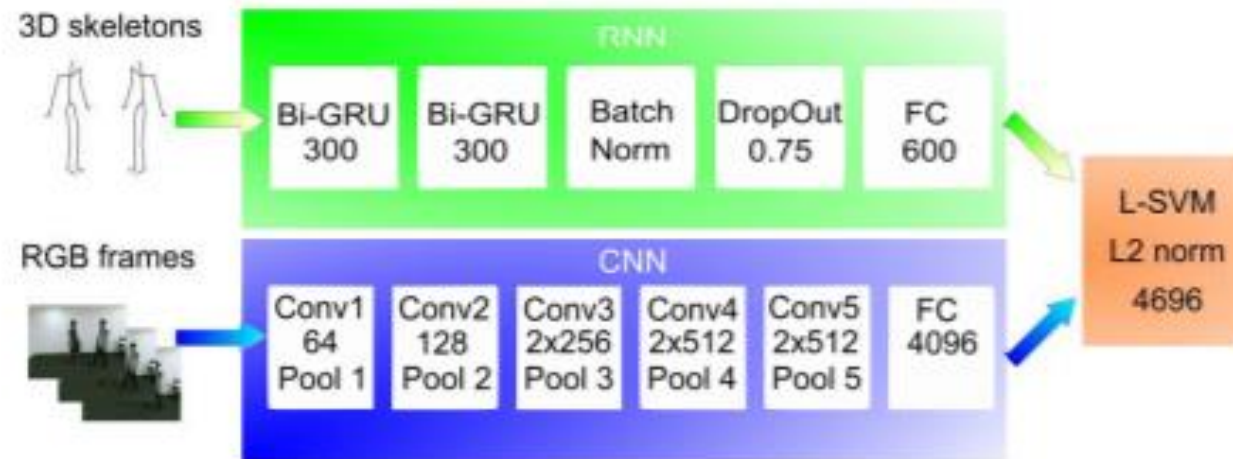 3D skeletons
RNN
Bi-GRU
300
Bi-GRU
300
Batch
Norm
DropOut
0.75
FC
600
RGB frames
CNN
Conv1
64
Pool 1
Conv2
128
Pool 2
Conv3
2x256
Pool 3
Conv4
2x512
Pool 4
Conv5
2x512
Pool 5
FC
4096
L-SVM
L2 norm
4696